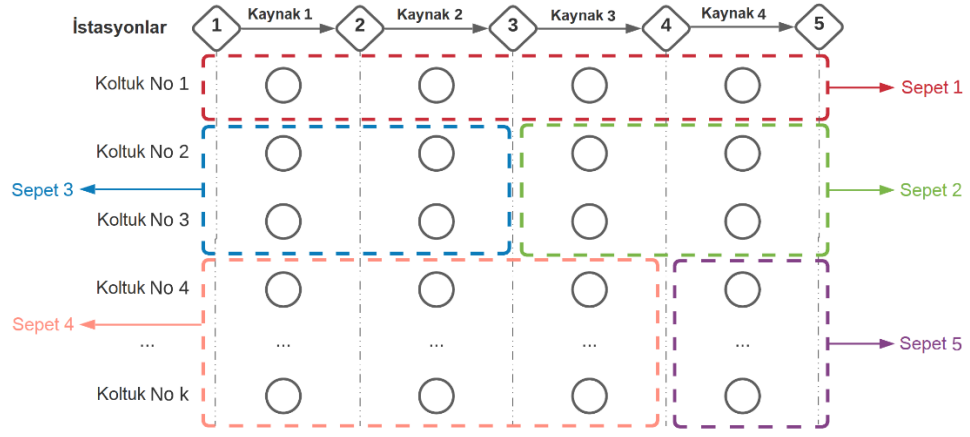 İstasyonlar 1 Kaynak 1 2 Kaynak 2 3 Kaynak 3 4 Kaynak 4 5
Koltuk No 1 Sepet 1
Koltuk No 2
Sepet 3 Sepet 2
Koltuk No 3
Koltuk No 4
Sepet 4
... ... ... ... ... Sepet 5
Koltuk No k